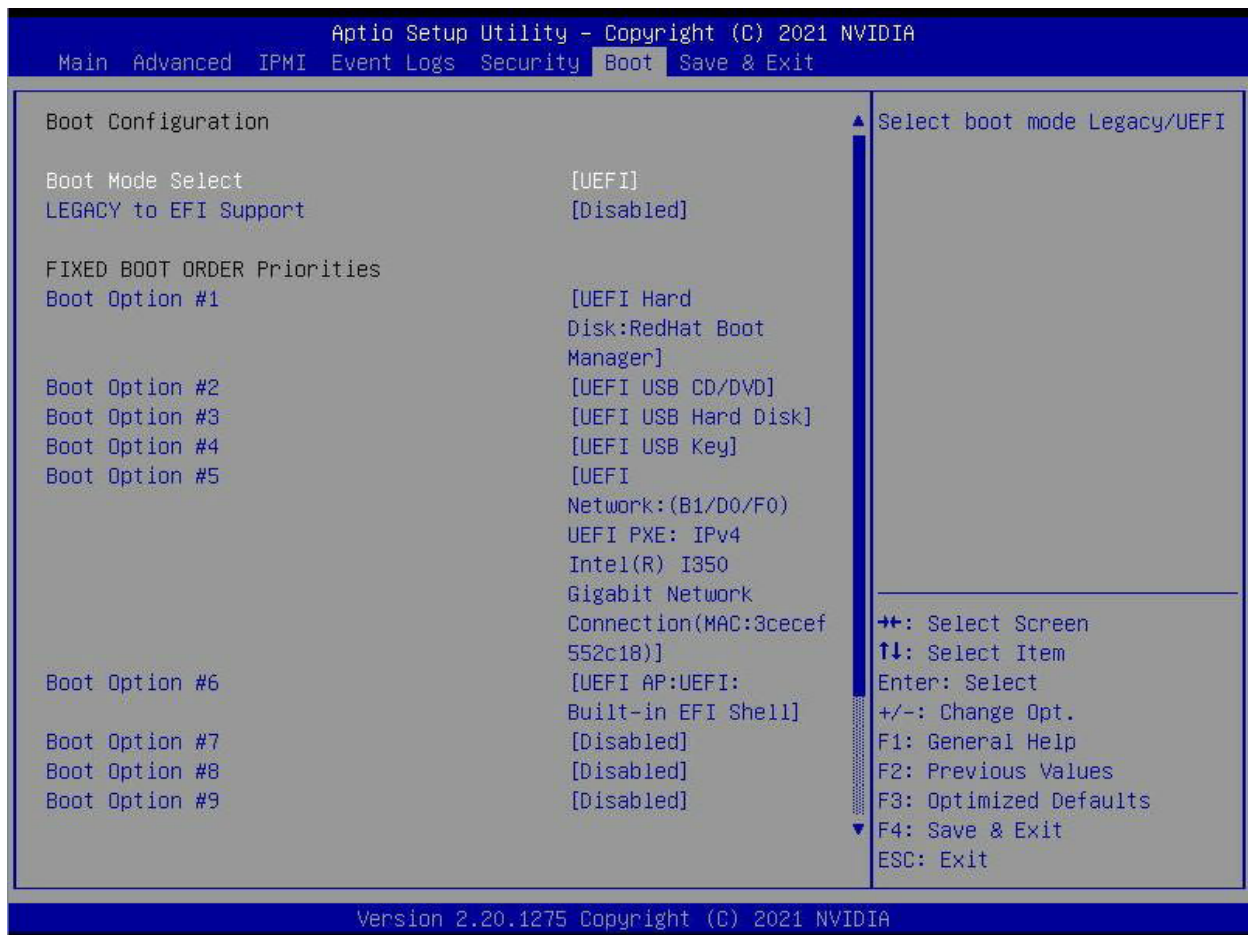 Aptio Setup Utility – Copyright (C) 2021 NVIDIA
Main Advanced IPMI Event Logs Security Boot Save & Exit
Boot Configuration
Select boot mode Legacy/UEFI
Boot Mode Select [UEFI]
LEGACY to EFI Support [Disabled]
FIXED BOOT ORDER Priorities
Boot Option #1 [UEFI Hard
Disk:RedHat Boot
Manager]
Boot Option #2 [UEFI USB CD/DVD]
Boot Option #3 [UEFI USB Hard Disk]
Boot Option #4 [UEFI USB Key]
Boot Option #5 [UEFI
Network:(B1/D0/F0)
UEFI PXE: IPv4
Intel(R) I350
Gigabit Network
Connection(MAC:3cecef
552c18)]
Boot Option #6 [UEFI AP:UEFI:
Built-in EFI Shell]
Boot Option #7 [Disabled]
Boot Option #8 [Disabled]
Boot Option #9 [Disabled]
→←: Select Screen
↑↓: Select Item
Enter: Select
+/-: Change Opt.
F1: General Help
F2: Previous Values
F3: Optimized Defaults
F4: Save & Exit
ESC: Exit
Version 2.20.1275 Copyright (C) 2021 NVIDIA